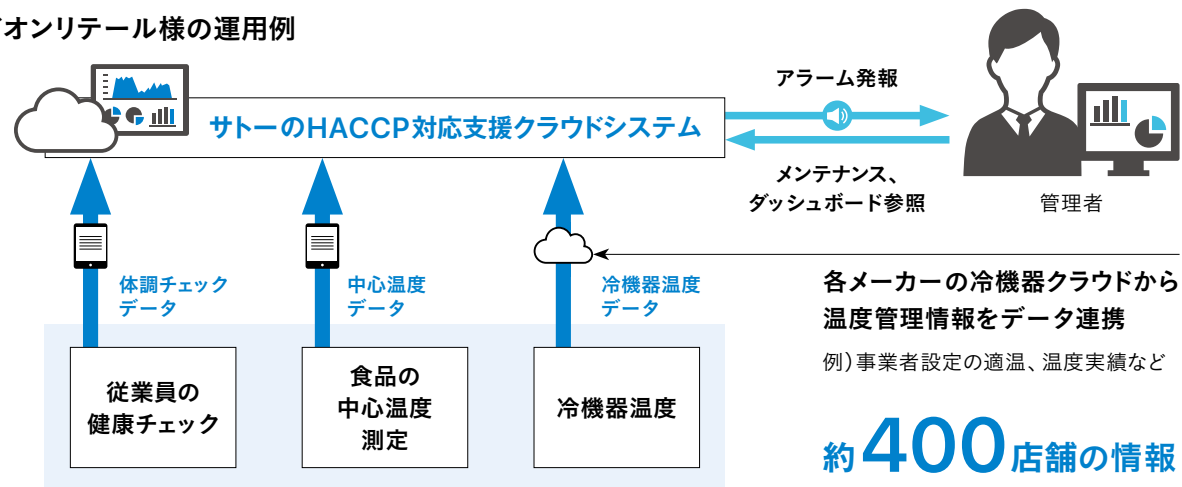 イオンリテール様の運用例
サトーのHACCP対応支援クラウドシステム
アラーム発報
メンテナンス、
ダッシュボード参照
管理者
体調チェック
データ
中心温度
データ
冷機器温度
データ
各メーカーの冷機器クラウドから
温度管理情報をデータ連携
例)事業者設定の適温、温度実績など
従業員の
健康チェック
食品の
中心温度
測定
冷機器温度
約400店舗の情報